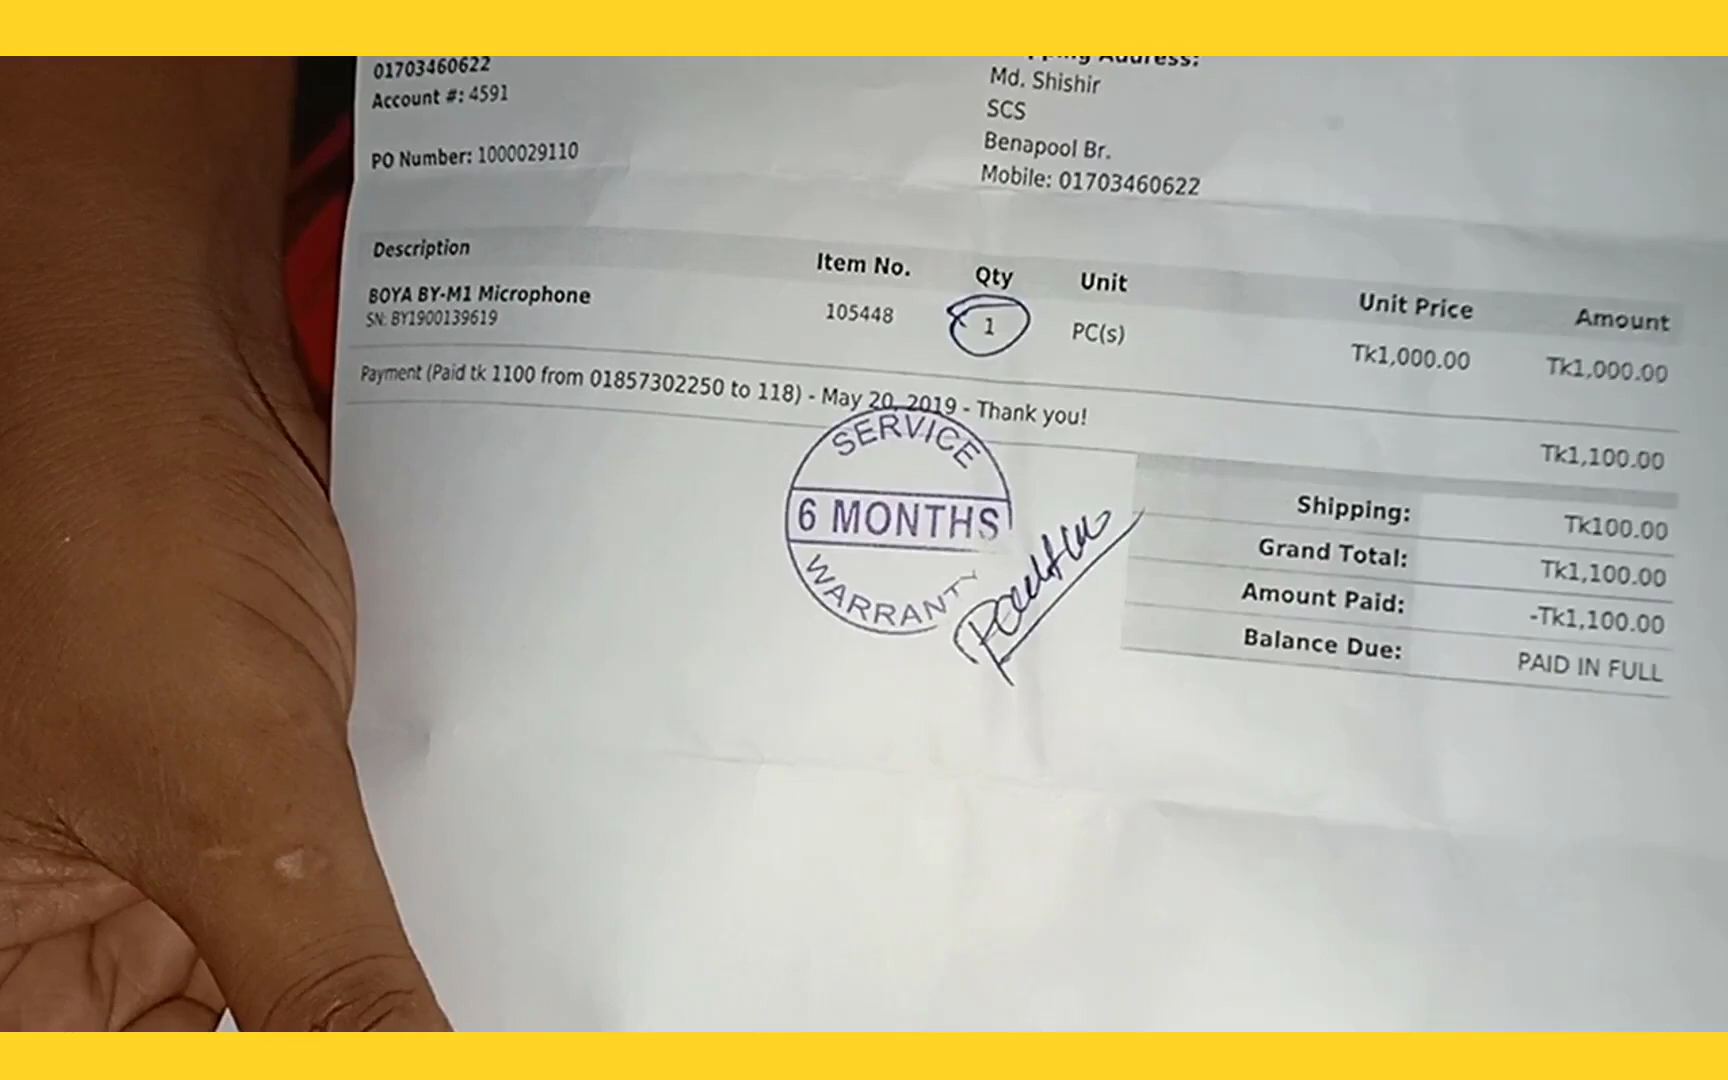 01703460622
Account #: 4591
PO Number: 1000029110
Address:
Md. Shishir
SCS
Benapool Br.
Mobile: 01703460622
Description Item No. Qty Unit Unit Price Amount
BOYA BY-M1 Microphone 105448 1 PC(s) Tk1,000.00 Tk1,000.00
SN: BY1900139619
Payment (Paid tk 1100 from 01857302250 to 118) - May 20, 2019 - Thank you!
Tk1,100.00
SERVICE
6 MONTHS
WARRANTY
Shipping: Tk100.00
Grand Total: Tk1,100.00
Amount Paid: -Tk1,100.00
Balance Due: PAID IN FULL